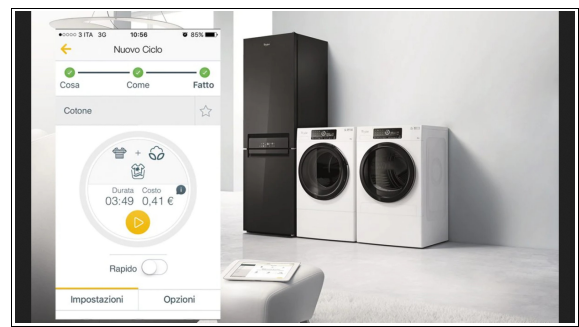 3 ITA 3G 10:56 85%
Nuovo Ciclo
Cosa Come Fatto
Cotone
+
Durata Costo
03:49 0,41 €
Rapido
Impostazioni Opzioni